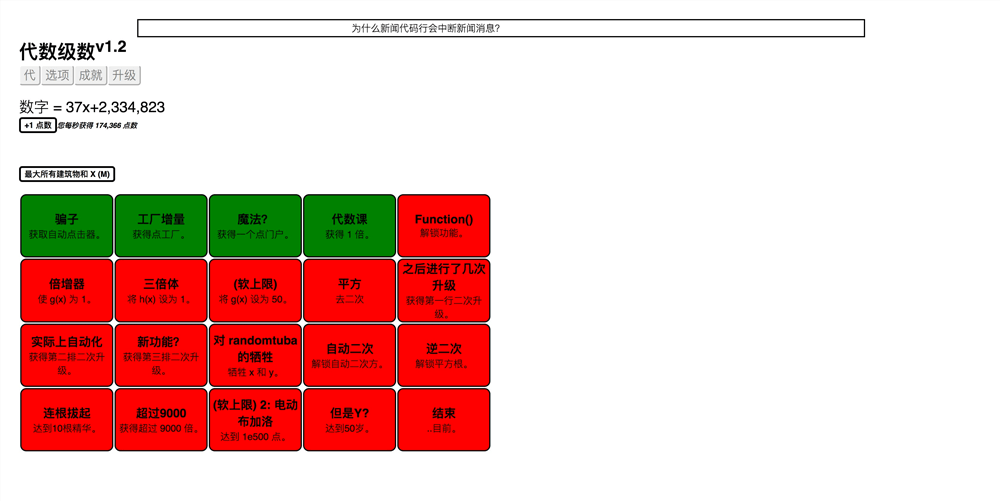 为什么新闻代码行会中断新闻消息?
代数级数v1.2
代 选项 成就 升级
数字 = 37x+2,334,823
+1 点数 您每秒获得 174,366 点数
最大所有建筑物和 X (M)
骗子
获取自动点击器。
工厂增量
获得点工厂。
魔法?
获得一个点门户。
代数课
获得 1 倍。
Function()
解锁功能。
倍增器
使 g(x) 为 1。
三倍体
将 h(x) 设为 1。
(软上限)
将 g(x) 设为 50。
平方
去二次
之后进行了几次
升级
获得第一行二次升
级。
实际上自动化
获得第二排二次升
级。
新功能?
获得第三排二次升
级。
对 randomtuba
的牺牲
牺牲 x 和 y。
自动二次
解锁自动二次方。
逆二次
解锁平方根。
连根拔起
达到10根精华。
超过9000
获得超过 9000 倍。
(软上限) 2: 电动
布加洛
达到 1e500 点。
但是Y?
达到50岁。
结束
..目前。